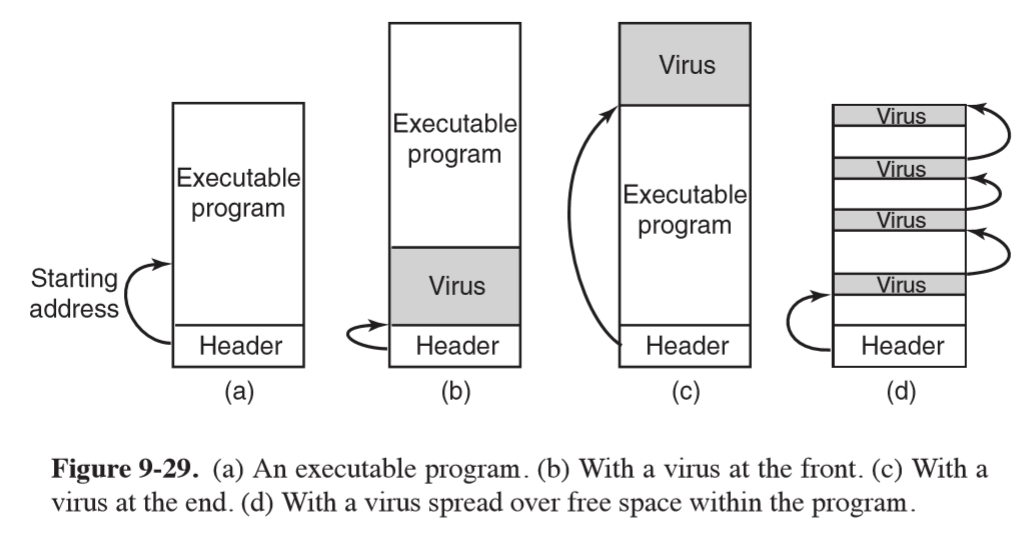 Executable
program
Starting
address
Header
(a)
Executable
program
Virus
Header
(b)
Virus
Executable
program
Header
(c)
Virus
Virus
Virus
Virus
Header
(d)
Figure 9-29. (a) An executable program. (b) With a virus at the front. (c) With a
virus at the end. (d) With a virus spread over free space within the program.